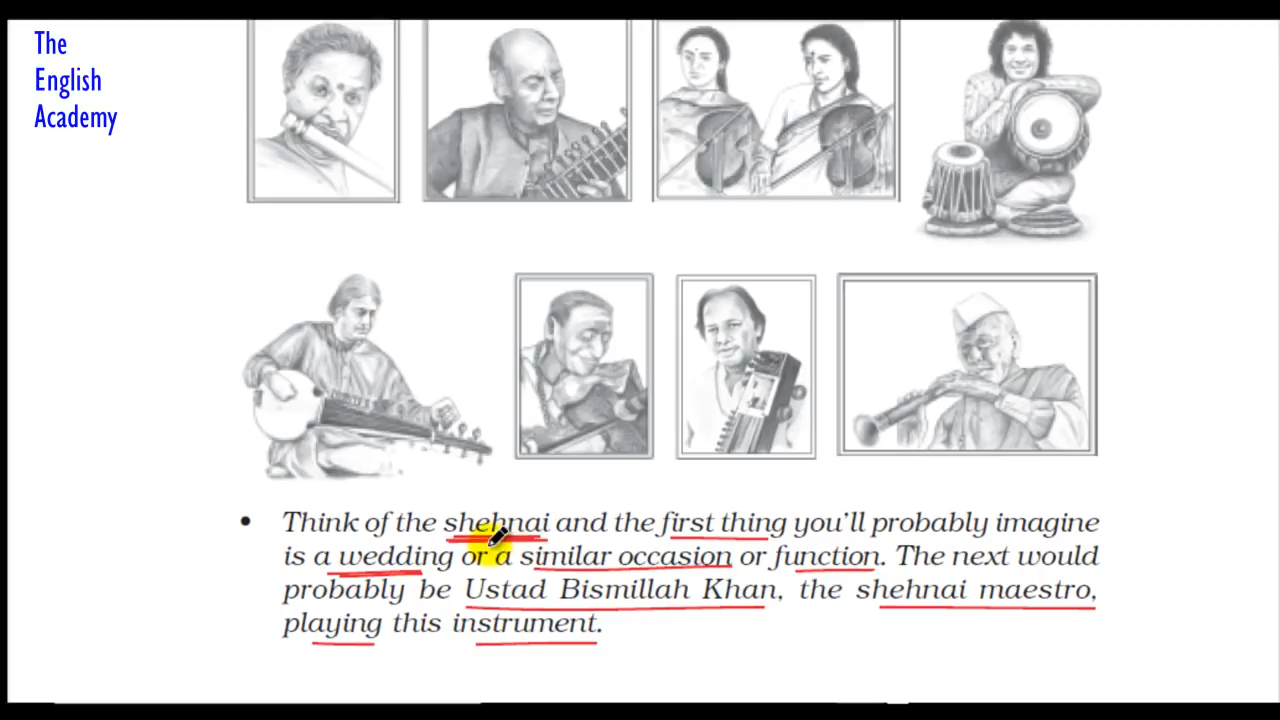 The
English
Academy
• Think of the shehnai and the first thing you'll probably imagine
is a wedding or a similar occasion or function. The next would
probably be Ustad Bismillah Khan, the shehnai maestro,
playing this instrument.